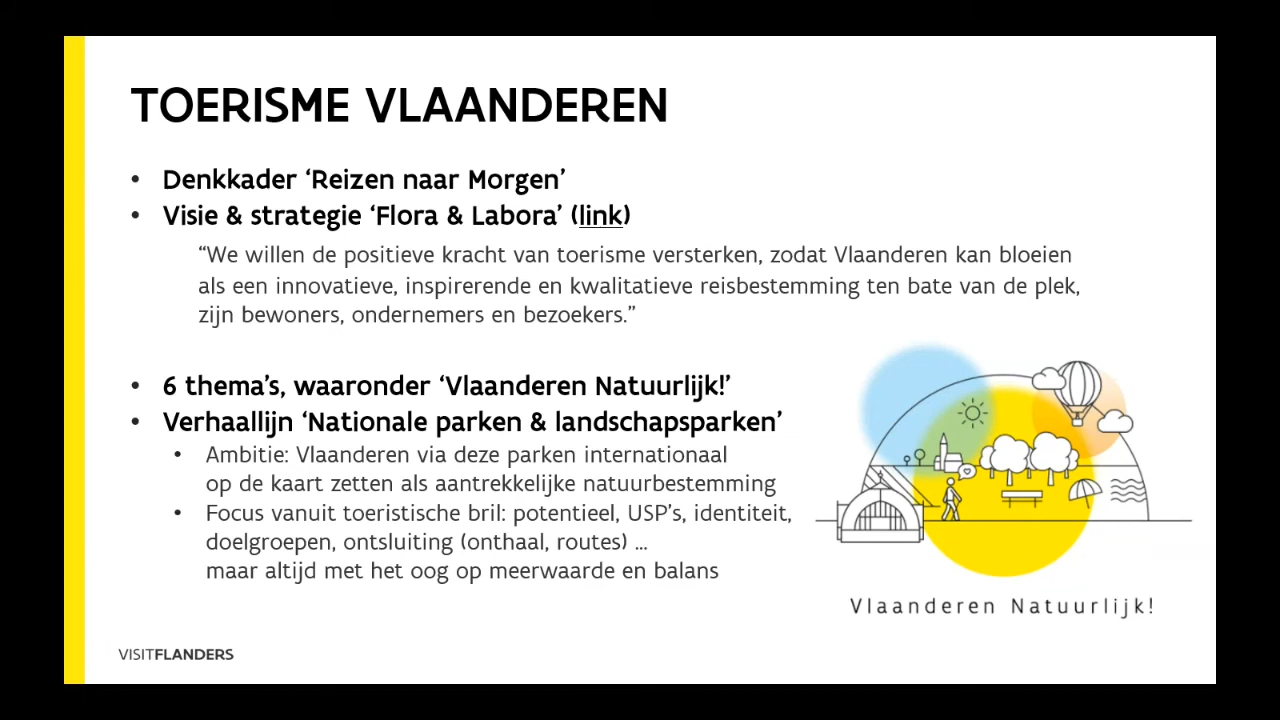 TOERISME VLAANDEREN
• Denkkader ‘Reizen naar Morgen’
• Visie & strategie ‘Flora & Labora’ (link)
“We willen de positieve kracht van toerisme versterken, zodat Vlaanderen kan bloeien
als een innovatieve, inspirerende en kwalitatieve reisbestemming ten bate van de plek,
zijn bewoners, ondernemers en bezoekers.”
• 6 thema’s, waaronder ‘Vlaanderen Natuurlijk!’
• Verhaallijn ‘Nationale parken & landschapsparken’
• Ambitie: Vlaanderen via deze parken internationaal
op de kaart zetten als aantrekkelijke natuurbestemming
• Focus vanuit toeristische bril: potentieel, USP’s, identiteit,
doelgroepen, ontsluiting (onthaal, routes) ...
maar altijd met het oog op meerwaarde en balans
Vlaanderen Natuurlijk!
VISITFLANDERS